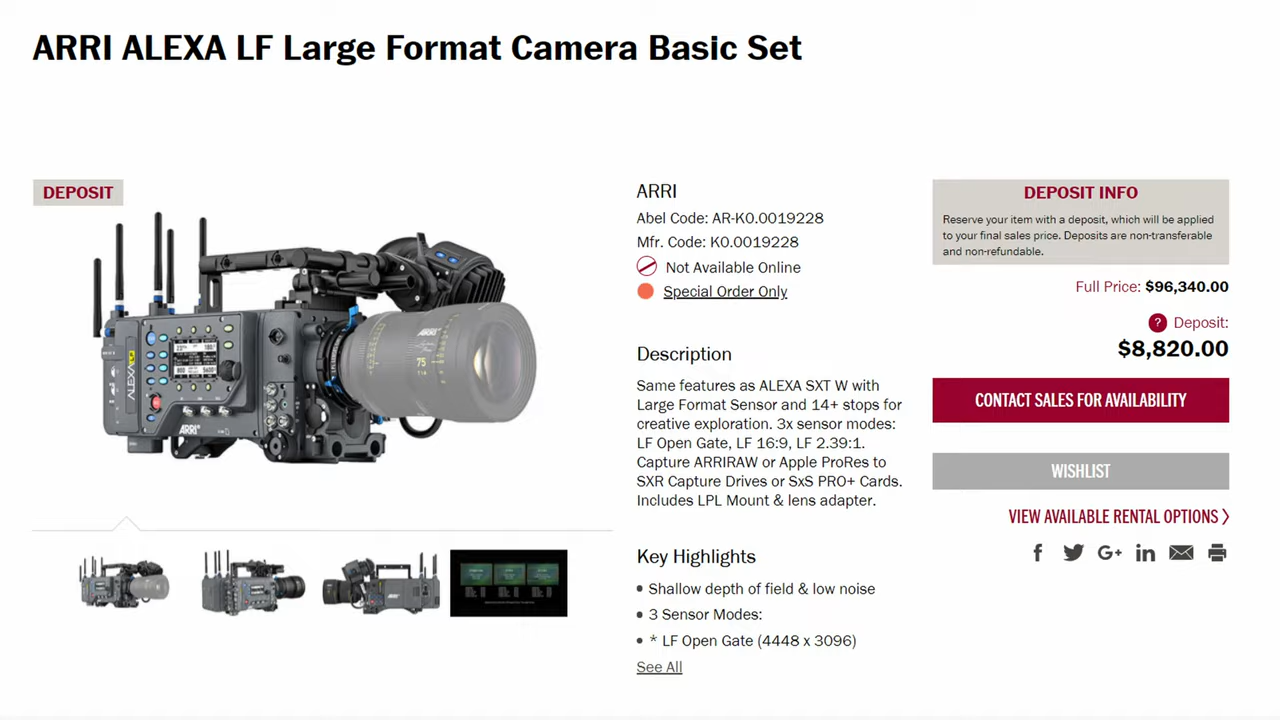 ARRI ALEXA LF Large Format Camera Basic Set
DEPOSIT
ALEXA LF
ARRI
ARRI
75
ARRI
Abel Code: AR-K0.0019228
Mfr. Code: K0.0019228
Not Available Online
Special Order Only
Description
Same features as ALEXA SXT W with
Large Format Sensor and 14+ stops for
creative exploration. 3x sensor modes:
LF Open Gate, LF 16:9, LF 2.39:1.
Capture ARRIRAW or Apple ProRes to
SXR Capture Drives or SxS PRO+ Cards.
Includes LPL Mount & lens adapter.
Key Highlights
• Shallow depth of field & low noise
• 3 Sensor Modes:
• * LF Open Gate (4448 x 3096)
See All
DEPOSIT INFO
Reserve your item with a deposit, which will be applied
to your final sales price. Deposits are non-transferable
and non-refundable.
Full Price: $96,340.00
? Deposit:
$8,820.00
CONTACT SALES FOR AVAILABILITY
WISHLIST
VIEW AVAILABLE RENTAL OPTIONS >